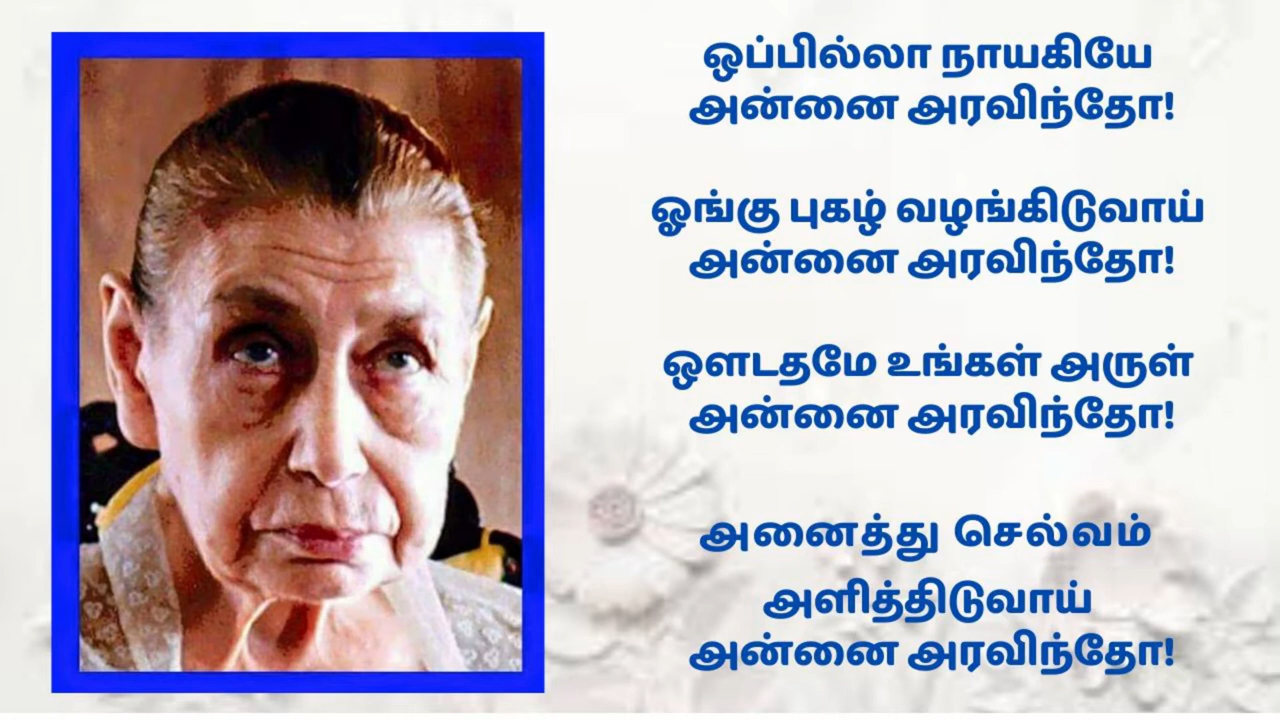 ஒப்பில்லா நாயகியே
அன்னை அரவிந்தோ!
ஓங்கு புகழ் வழங்கிடுவாய்
அன்னை அரவிந்தோ!
ஔடதமே உங்கள் அருள்
அன்னை அரவிந்தோ!
அனைத்து செல்வம்
அளித்திடுவாய்
அன்னை அரவிந்தோ!